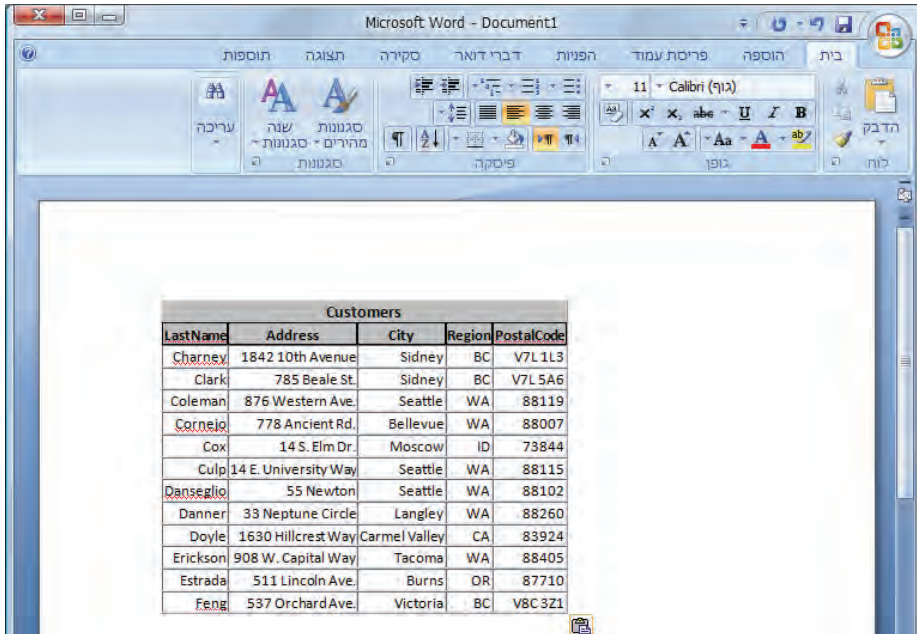 Microsoft Word - Document1
בית הוספה פריסת עמוד הפניות דברי דואר סקירה תצוגה תוספות
הדבק
לוח
Calibri (גוף) 11
B I U abc x, x² Aa
ab A Aa A A
גופן
פיסקה
סגנונות מהירים
שנה סגנונות
סגנונות
עריכה
Customers
LastName Address City Region PostalCode
Charney 1842 10th Avenue Sidney BC V7L 1L3
Clark 785 Beale St. Sidney BC V7L 5A6
Coleman 876 Western Ave. Seattle WA 88119
Cornejo 778 Ancient Rd. Bellevue WA 88007
Cox 14 S. Elm Dr. Moscow ID 73844
Culp 14 E. University Way Seattle WA 88115
Danseglio 55 Newton Seattle WA 88102
Danner 33 Neptune Circle Langley WA 88260
Doyle 1630 Hillcrest Way Carmel Valley CA 83924
Erickson 908 W. Capital Way Tacoma WA 88405
Estrada 511 Lincoln Ave. Burns OR 87710
Feng 537 Orchard Ave. Victoria BC V8C 3Z1